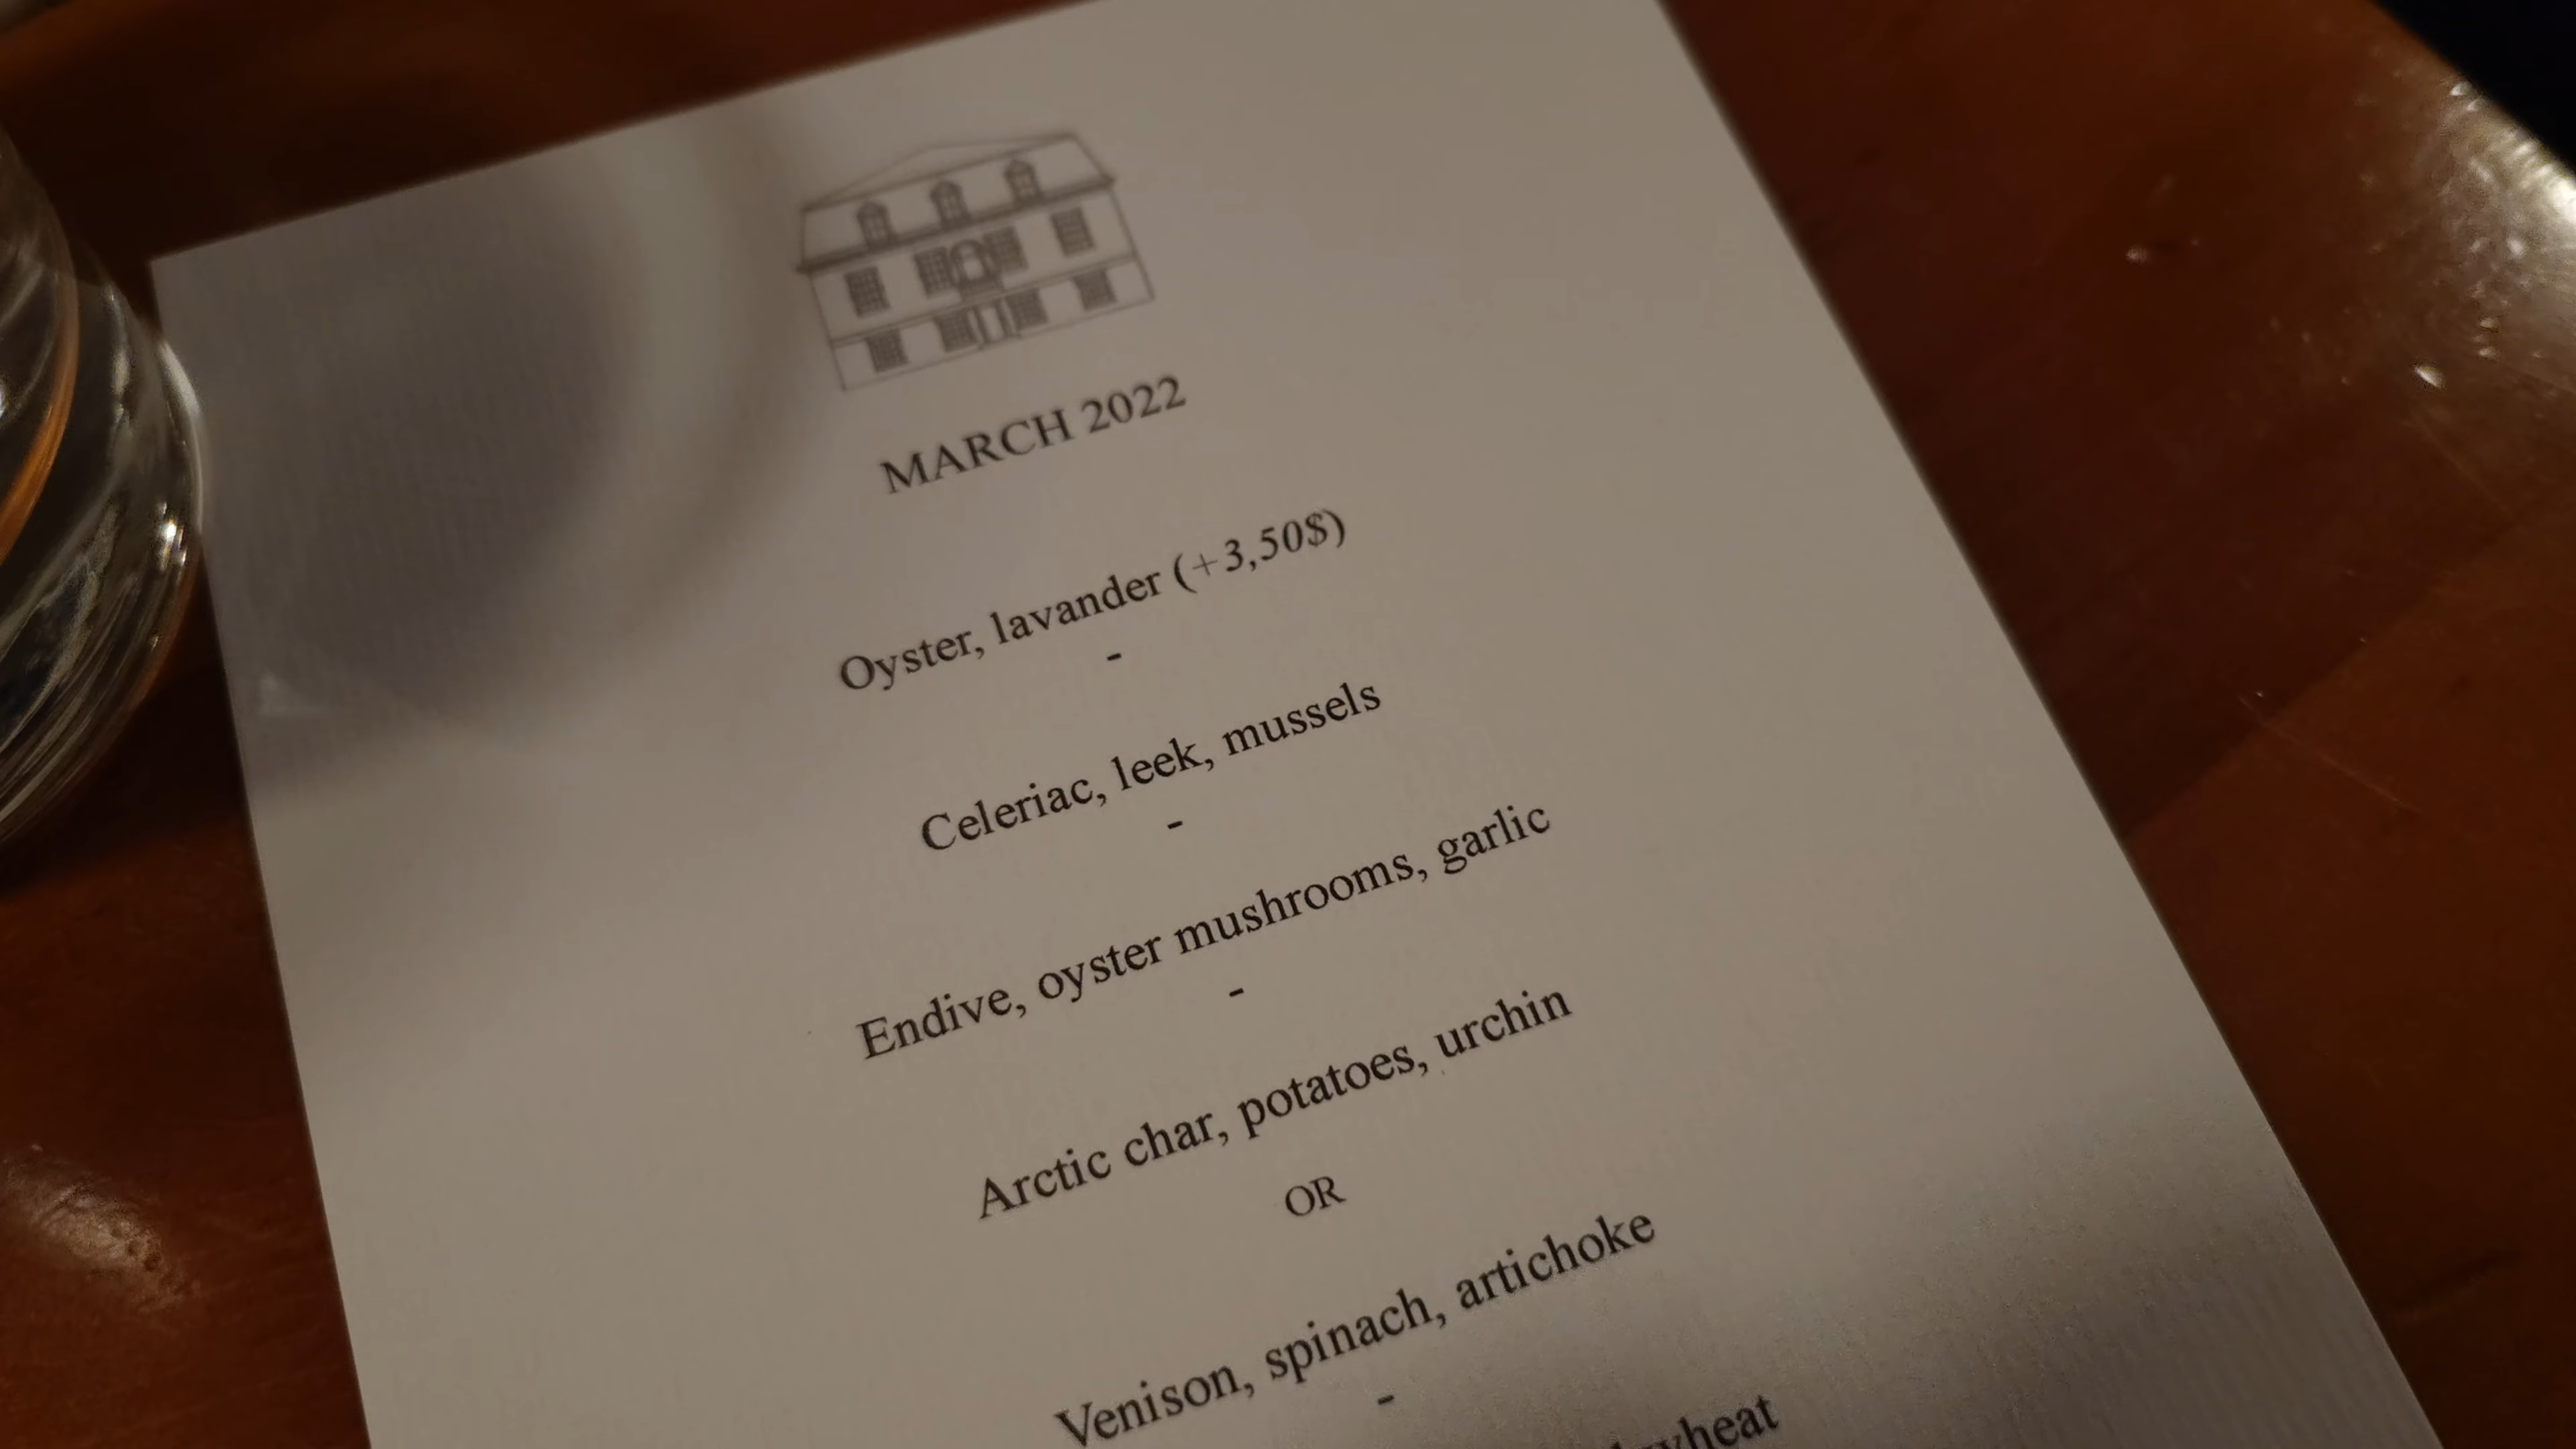 MARCH 2022
Oyster, lavander (+3,50$)
-
Celeriac, leek, mussels
-
Endive, oyster mushrooms, garlic
-
Arctic char, potatoes, urchin
OR
Venison, spinach, artichoke
-